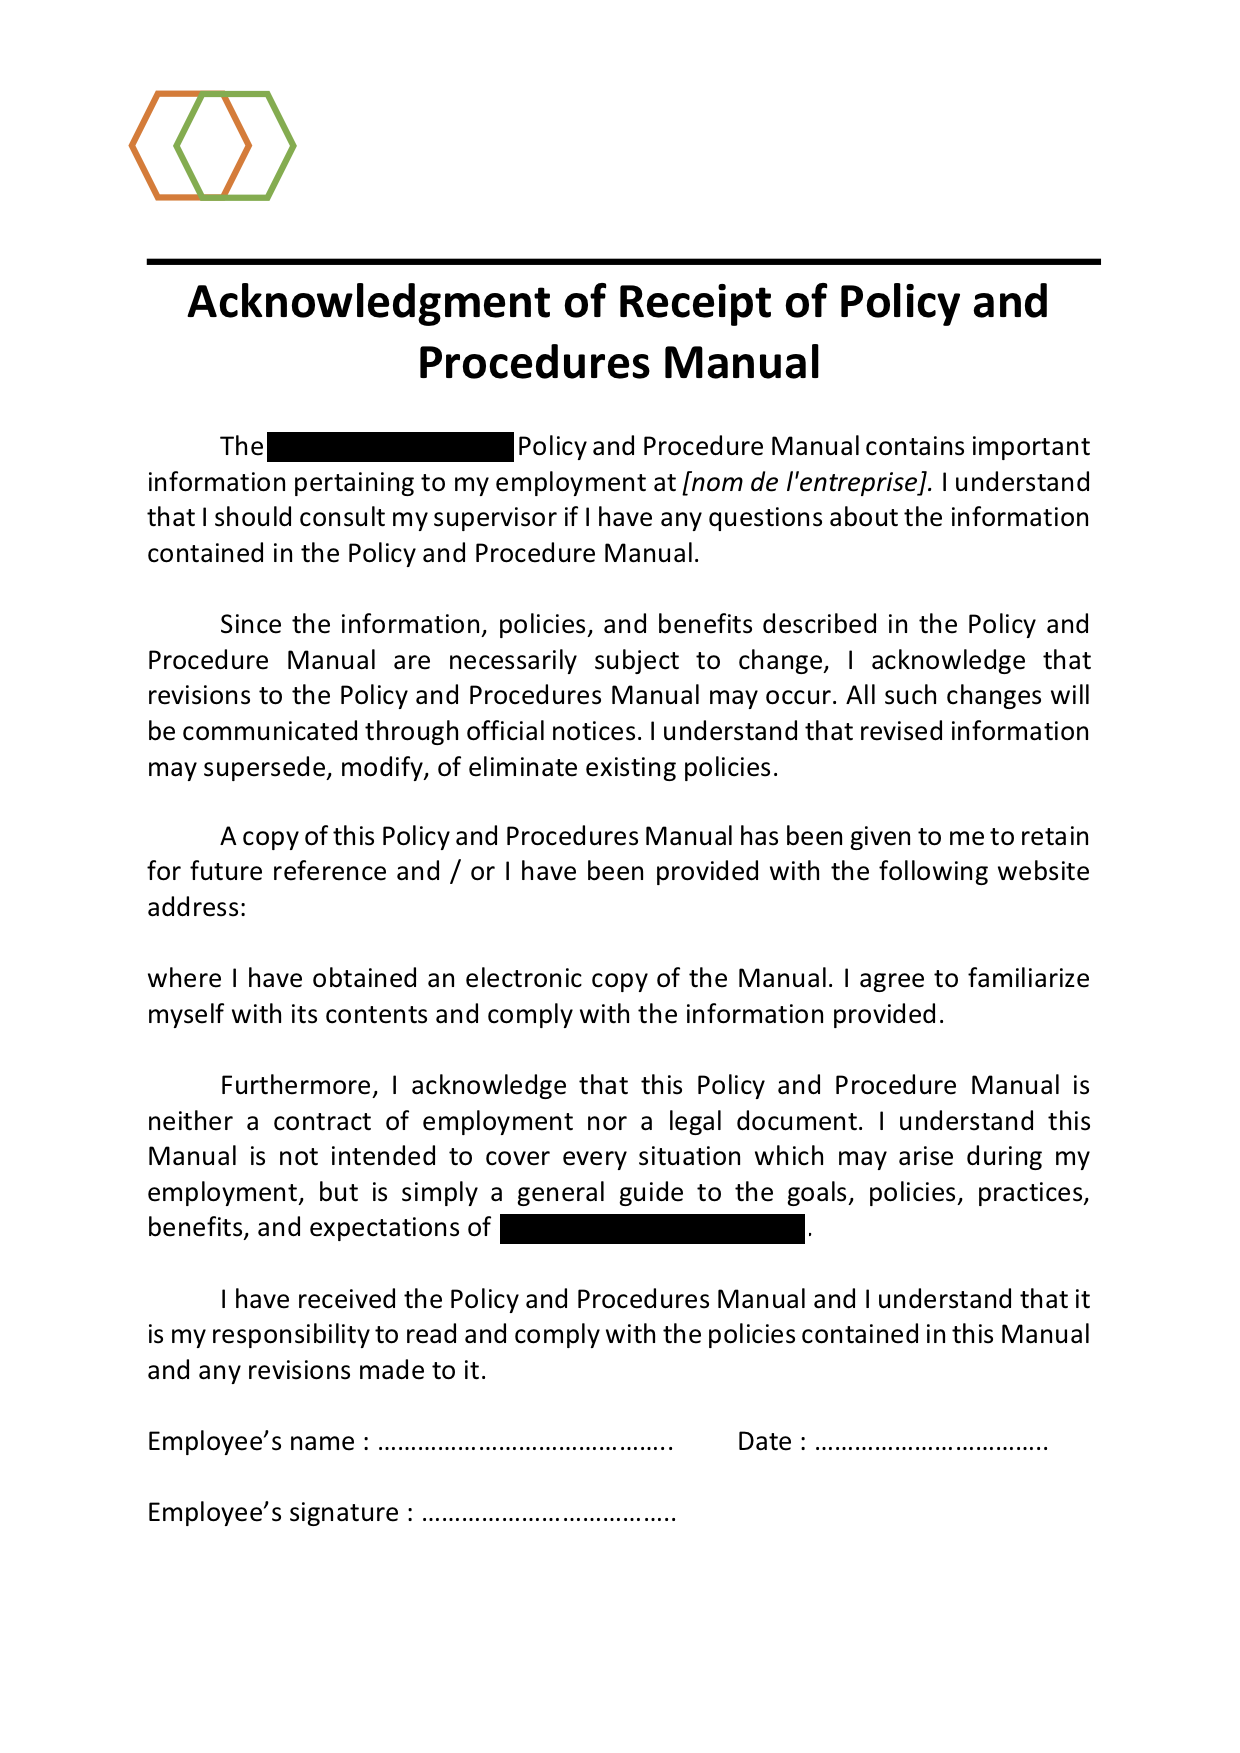 Acknowledgment of Receipt of Policy and
Procedures Manual
The Policy and Procedure Manual contains important
information pertaining to my employment at [nom de l'entreprise]. I understand
that I should consult my supervisor if I have any questions about the information
contained in the Policy and Procedure Manual.
Since the information, policies, and benefits described in the Policy and
Procedure Manual are necessarily subject to change, I acknowledge that
revisions to the Policy and Procedures Manual may occur. All such changes will
be communicated through official notices. I understand that revised information
may supersede, modify, of eliminate existing policies.
A copy of this Policy and Procedures Manual has been given to me to retain
for future reference and / or I have been provided with the following website
address:
where I have obtained an electronic copy of the Manual. I agree to familiarize
myself with its contents and comply with the information provided.
Furthermore, I acknowledge that this Policy and Procedure Manual is
neither a contract of employment nor a legal document. I understand this
Manual is not intended to cover every situation which may arise during my
employment, but is simply a general guide to the goals, policies, practices,
benefits, and expectations of .
I have received the Policy and Procedures Manual and I understand that it
is my responsibility to read and comply with the policies contained in this Manual
and any revisions made to it.
Employee’s name : …………………………………….. Date : ……………………………..
Employee’s signature : ………………………………..